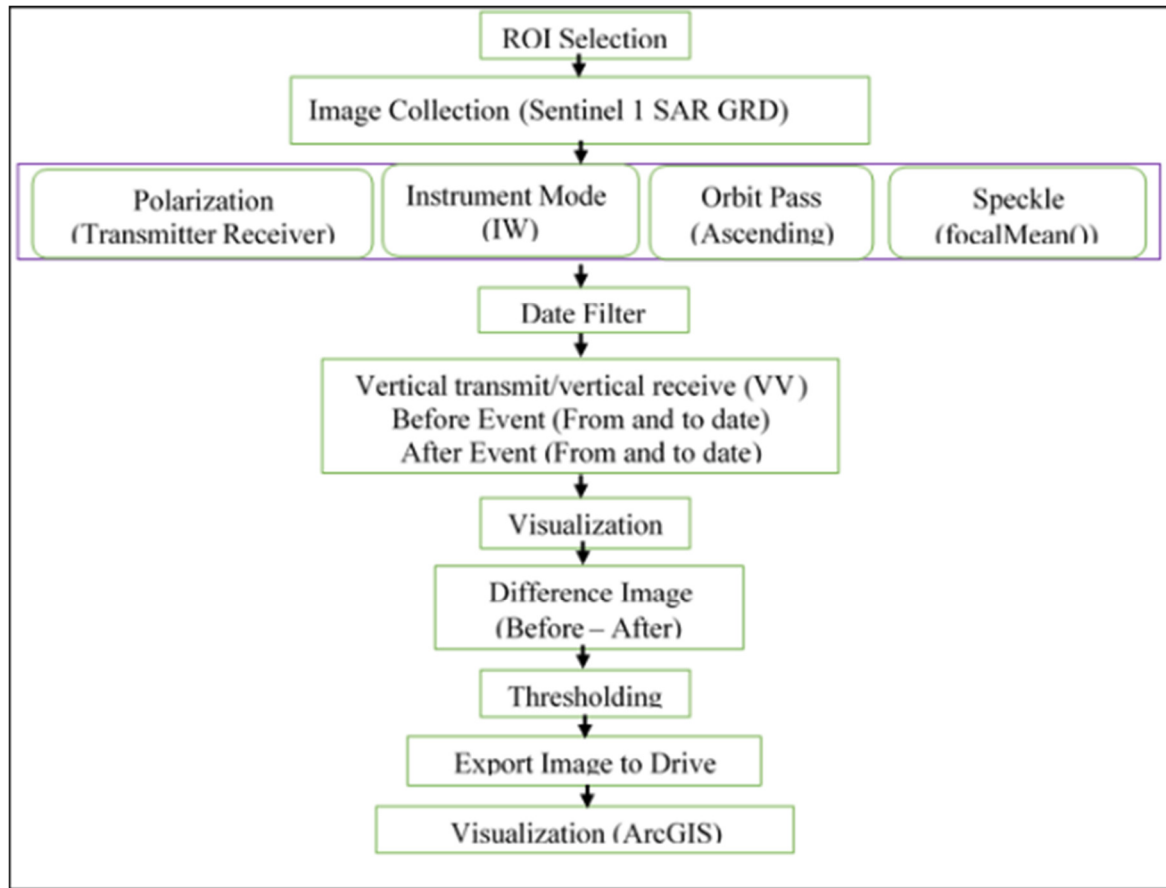 ROI Selection
Image Collection (Sentinel 1 SAR GRD)
Polarization
(Transmitter Receiver)
Instrument Mode
(IW)
Orbit Pass
(Ascending)
Speckle
(focalMean())
Date Filter
Vertical transmit/vertical receive (VV)
Before Event (From and to date)
After Event (From and to date)
Visualization
Difference Image
(Before – After)
Thresholding
Export Image to Drive
Visualization (ArcGIS)